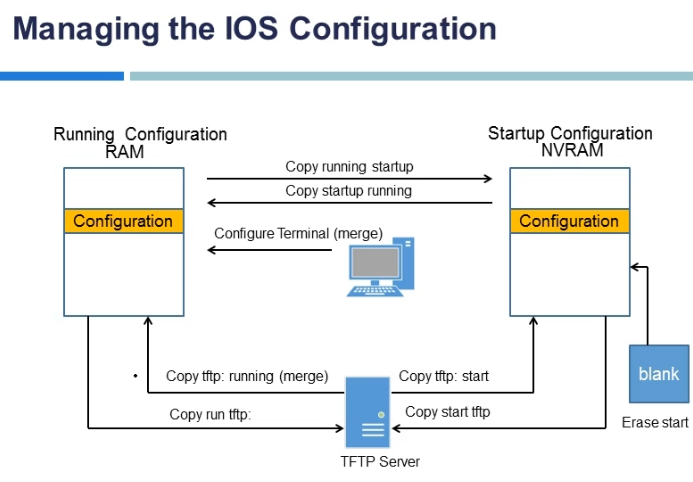 Managing the IOS Configuration
Running Configuration
RAM
Startup Configuration
NVRAM
Copy running startup
Copy startup running
Configuration
Configuration
Configure Terminal (merge)
Copy tftp: running (merge)
Copy tftp: start
blank
Copy run tftp:
Copy start tftp
Erase start
TFTP Server